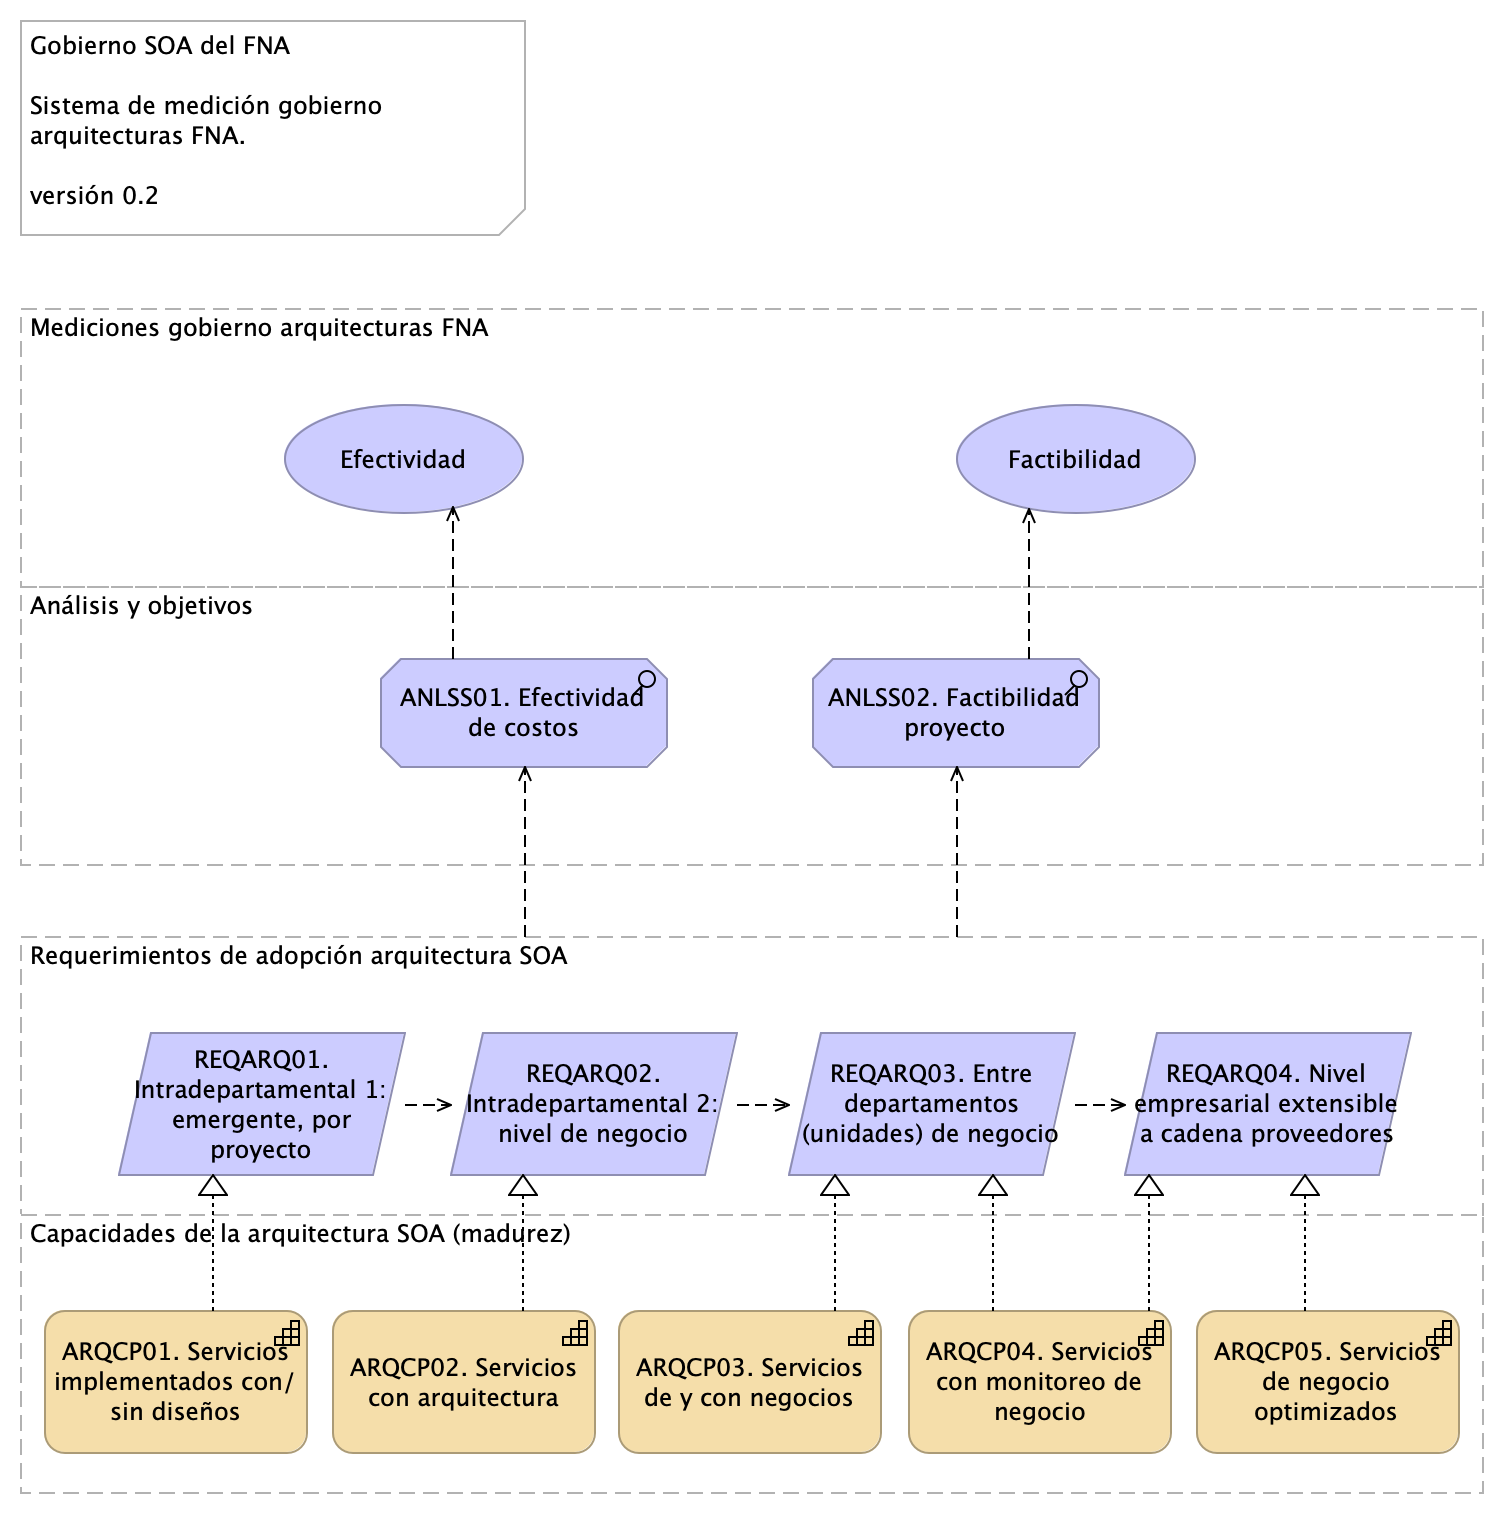 Gobierno SOA del FNA
Sistema de medición gobierno
arquitecturas FNA.
versión 0.2
Mediciones gobierno arquitecturas FNA
Efectividad
Factibilidad
Análisis y objetivos
ANLSS01. Efectividad
de costos
ANLSS02. Factibilidad
proyecto
Requerimientos de adopción arquitectura SOA
REQARQ01.
Intradepartamental 1:
emergente, por
proyecto
REQARQ02.
Intradepartamental 2:
nivel de negocio
REQARQ03. Entre
departamentos
(unidades) de negocio
REQARQ04. Nivel
empresarial extensible
a cadena proveedores
Capacidades de la arquitectura SOA (madurez)
ARQCP01. Servicios
implementados con/
sin diseños
ARQCP02. Servicios
con arquitectura
ARQCP03. Servicios
de y con negocios
ARQCP04. Servicios
con monitoreo de
negocio
ARQCP05. Servicios
de negocio
optimizados